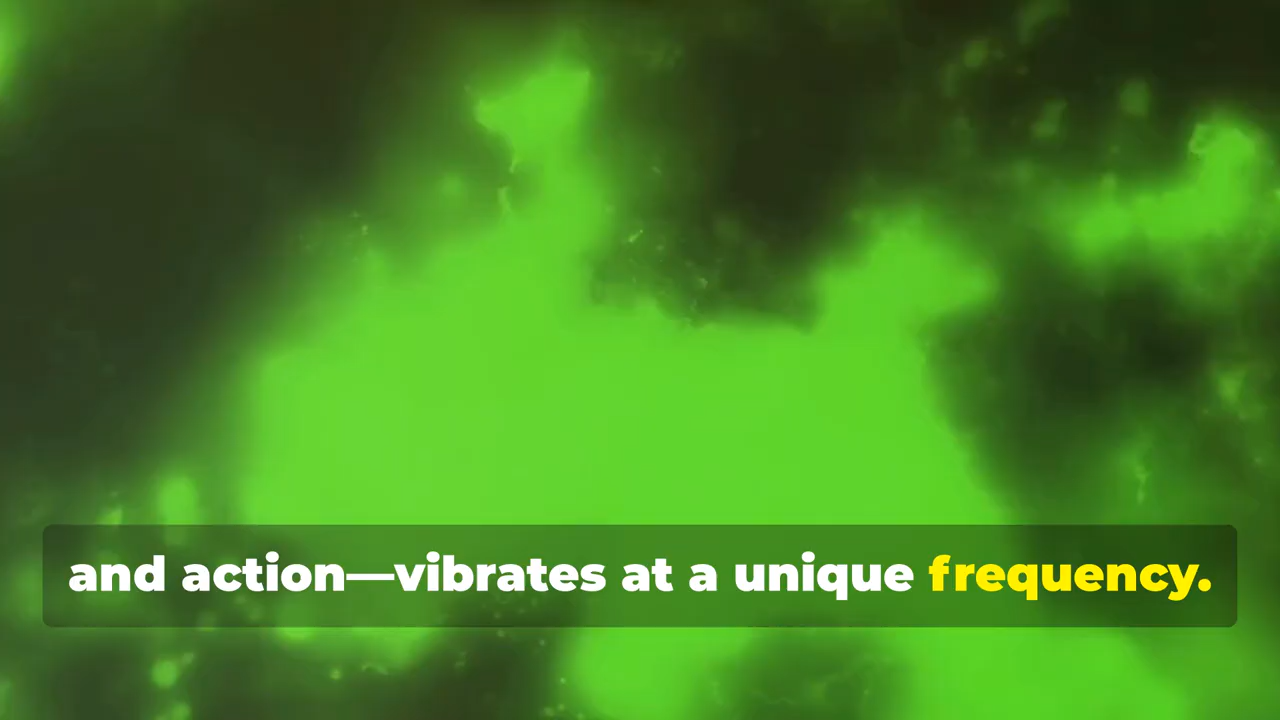 and action—vibrates at a unique frequency.